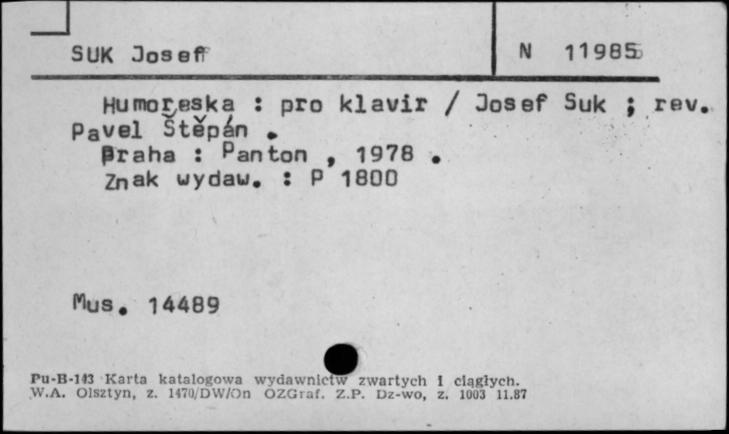 SUK Josef
N 11985
Humoreska : pro klavir / Josef Suk ; rev.
Pavel Štěpán .
Praha : Panton , 1978 .
Znak wydaw. : P 1800
Mus. 14489
Pu-B-143 Karta katalogowa wydawnictw zwartych i ciągłych.
W.A. Olsztyn, z. 1470/DW/On OZGraf. Z.P. Dz-wo, z. 1003 11.87